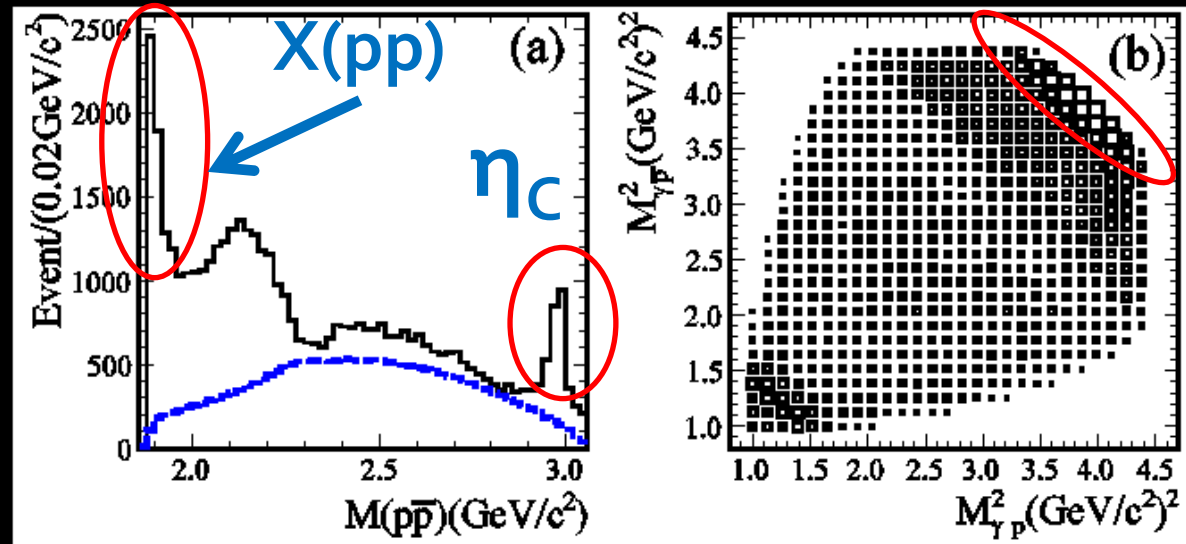 X(pp)
(a)
ηc
Event/(0.02GeV/c²)
2500
2000
1500
1000
500
0
2.0 2.5 3.0
M(pp̅)(GeV/c²)
(b)
M²γp̅(GeV/c²)²
4.5
4.0
3.5
3.0
2.5
2.0
1.5
1.0
1.0 1.5 2.0 2.5 3.0 3.5 4.0 4.5
M²γp(GeV/c²)²